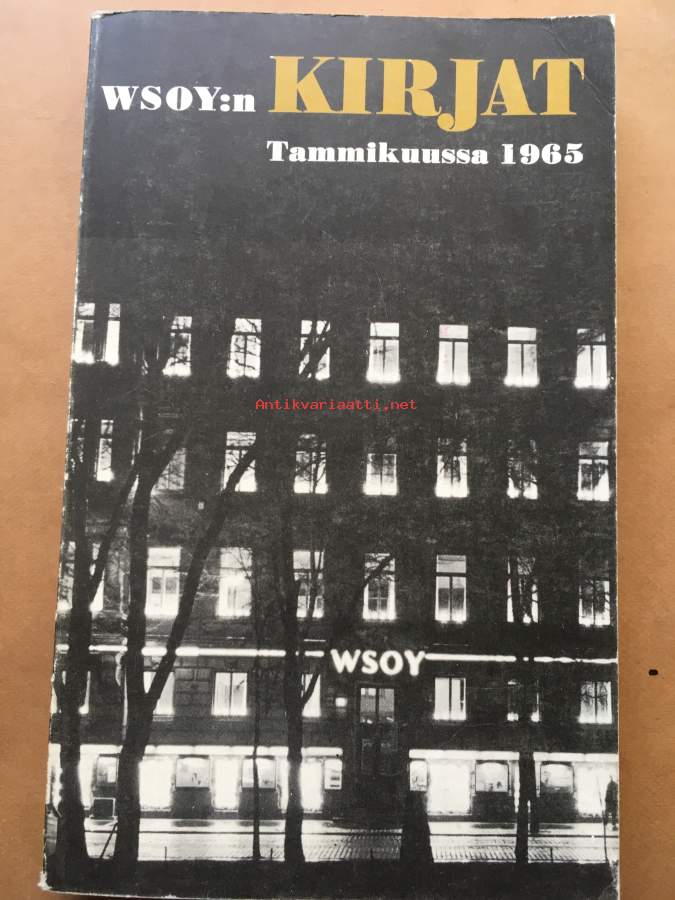 WSOY:n KIRJAT
Tammikuussa 1965
Antikvariaatti.net
WSOY